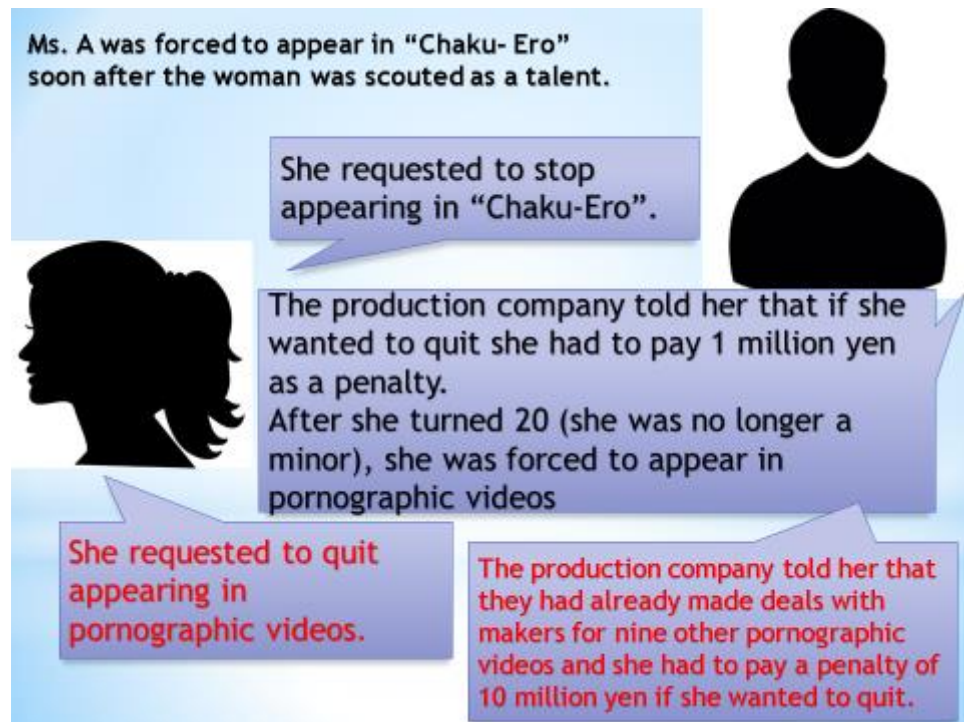 Ms. A was forced to appear in “Chaku- Ero”
soon after the woman was scouted as a talent.
She requested to stop
appearing in “Chaku-Ero”.
The production company told her that if she
wanted to quit she had to pay 1 million yen
as a penalty.
After she turned 20 (she was no longer a
minor), she was forced to appear in
pornographic videos
She requested to quit
appearing in
pornographic videos.
The production company told her that
they had already made deals with
makers for nine other pornographic
videos and she had to pay a penalty of
10 million yen if she wanted to quit.